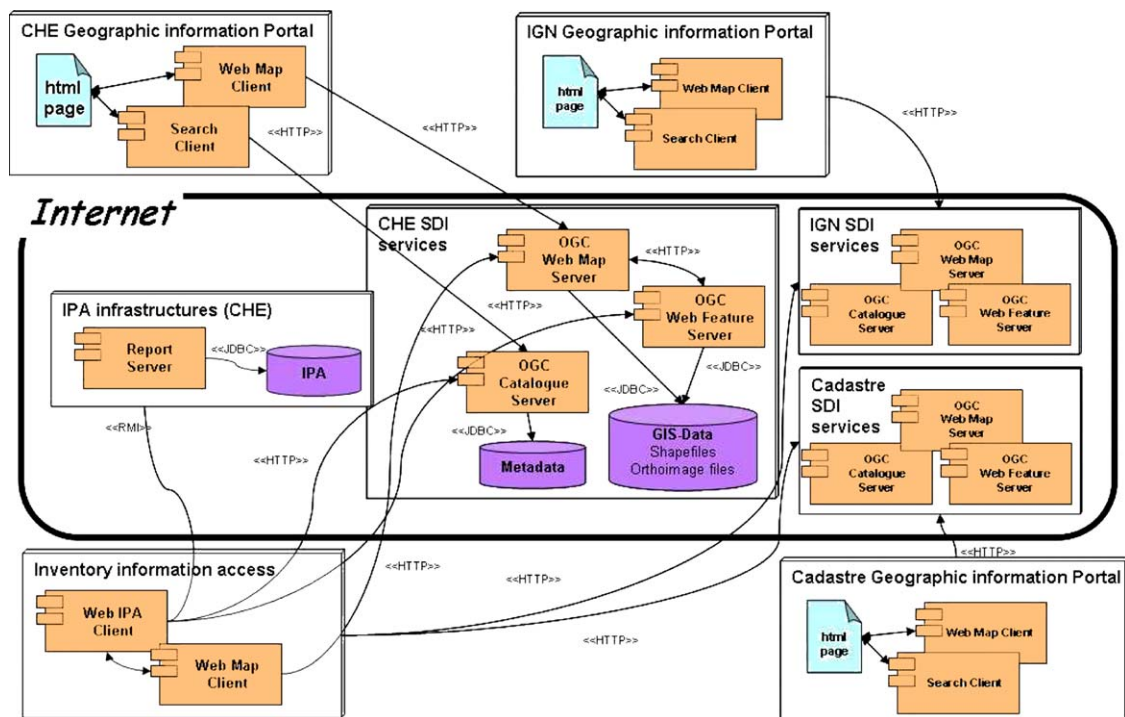 CHE Geographic information Portal
html
page
Web Map
Client
Search
Client
<<HTTP>>
<<HTTP>>
IGN Geographic information Portal
html
page
Web Map Client
Search Client
<<HTTP>>
Internet
CHE SDI
services
OGC
Web Map
Server
<<HTTP>>
<<HTTP>>
OGC
Web Feature
Server
<<HTTP>>
OGC
Catalogue
Server
<<JDBC>>
<<JDBC>>
<<JDBC>>
Metadata
GIS-Data
Shapefiles
Orthoimage files
IGN SDI
services
OGC
Web Map
Server
OGC
Catalogue
Server
OGC
Web Feature
Server
Cadastre
SDI
services
OGC
Web Map
Server
OGC
Catalogue
Server
OGC
Web Feature
Server
IPA infrastructures (CHE)
Report
Server
<<JDBC>>
IPA
<<RMI>>
<<HTTP>>
<<HTTP>>
<<HTTP>>
<<HTTP>>
<<HTTP>>
Inventory information access
Web IPA
Client
Web Map
Client
Cadastre Geographic information Portal
html
page
Web Map Client
Search Client